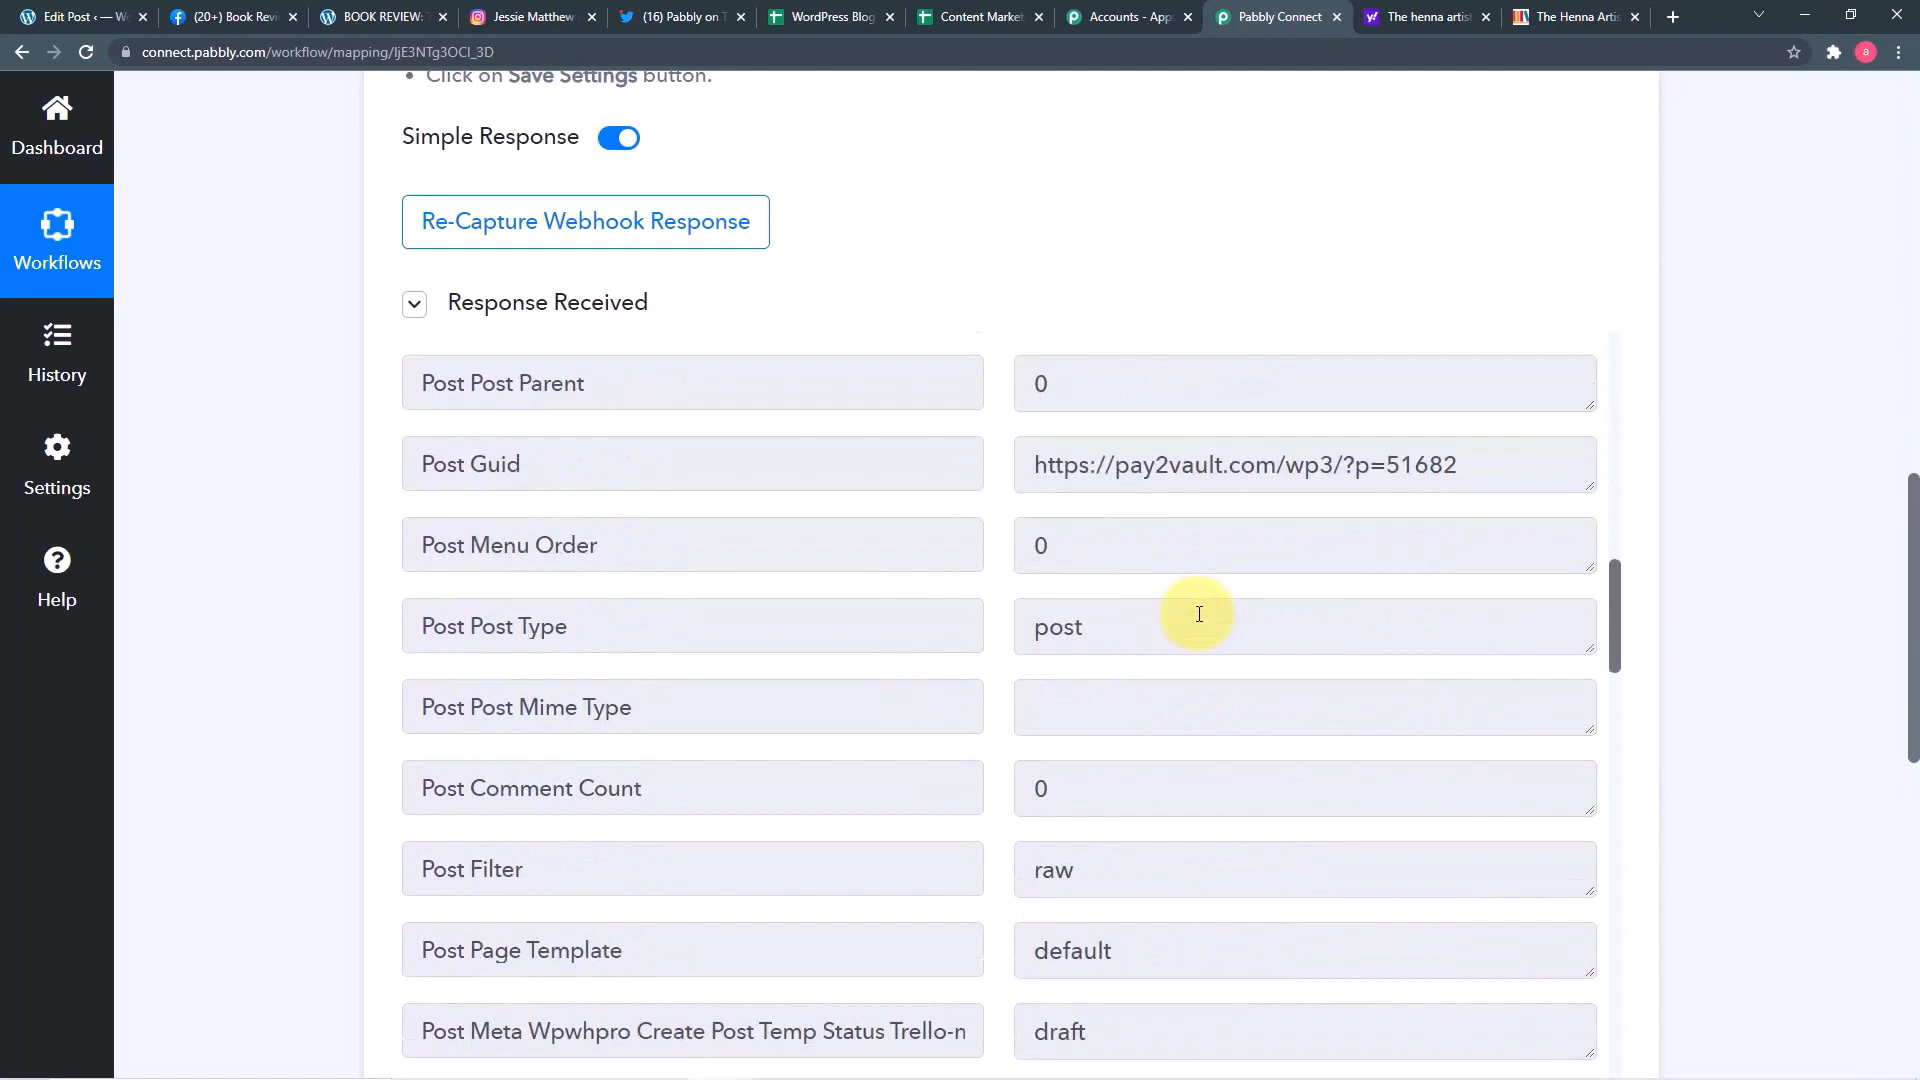 Edit Post ‹ — W
(20+) Book Revi
BOOK REVIEW:
Jessie Matthew
(16) Pabbly on T
WordPress Blog
Content Market
Accounts - Apps
Pabbly Connect
The henna artis
The Henna Artis
connect.pabbly.com/workflow/mapping/IjE3NTg3OCI_3D
a
Click on Save Settings button.
Dashboard
Workflows
History
Settings
Help
Simple Response
Re-Capture Webhook Response
Response Received
Post Post Parent
0
Post Guid
https://pay2vault.com/wp3/?p=51682
Post Menu Order
0
Post Post Type
post
Post Post Mime Type
Post Comment Count
0
Post Filter
raw
Post Page Template
default
Post Meta Wpwhpro Create Post Temp Status Trello-n
draft